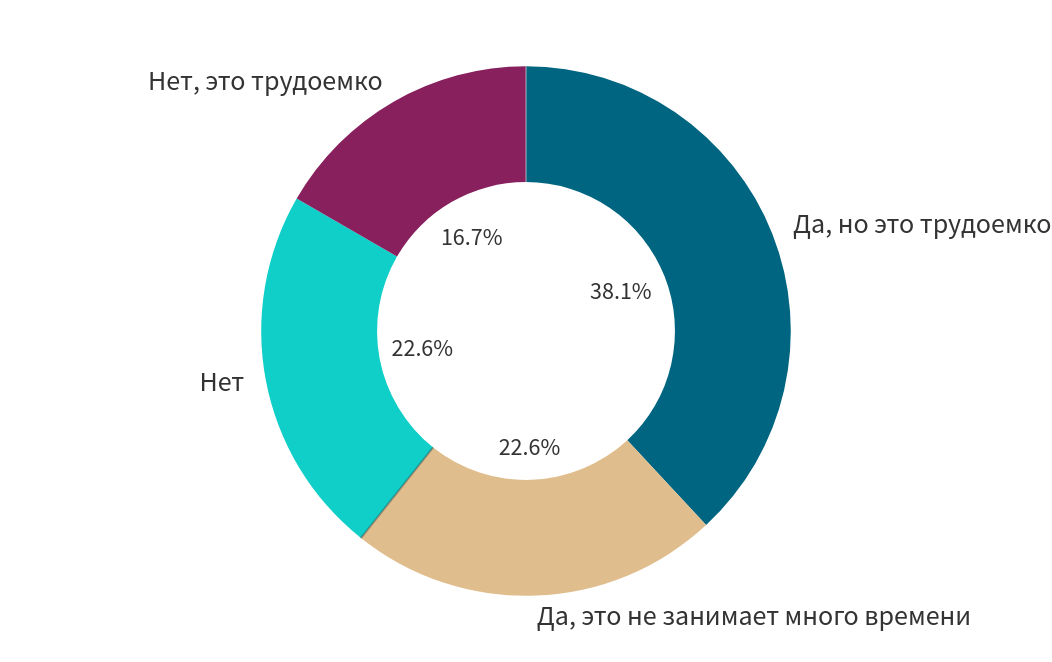 Нет, это трудоемко
Да, но это трудоемко
16.7%
38.1%
22.6%
Нет
22.6%
Да, это не занимает много времени